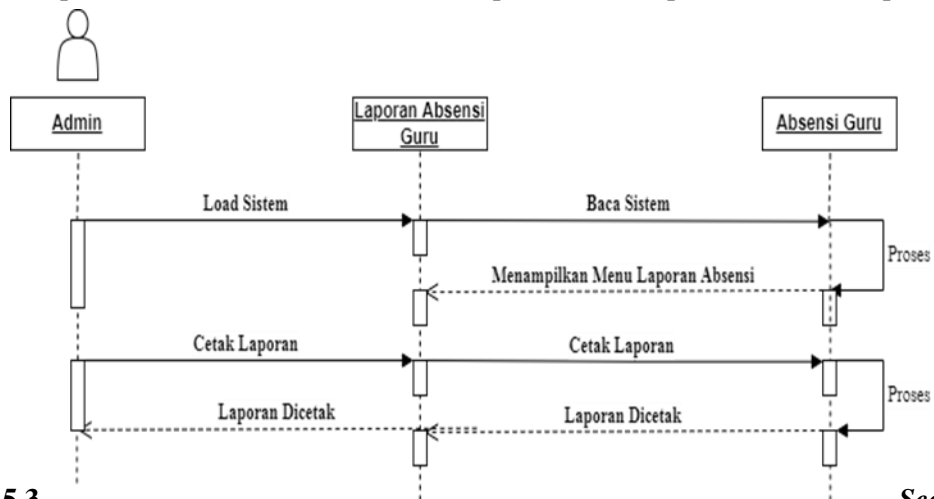 Admin
Laporan Absensi
Guru
Absensi Guru
Load Sistem
Baca Sistem
Proses
Menampilkan Menu Laporan Absensi
Cetak Laporan
Cetak Laporan
Proses
Laporan Dicetak
Laporan Dicetak
5.3